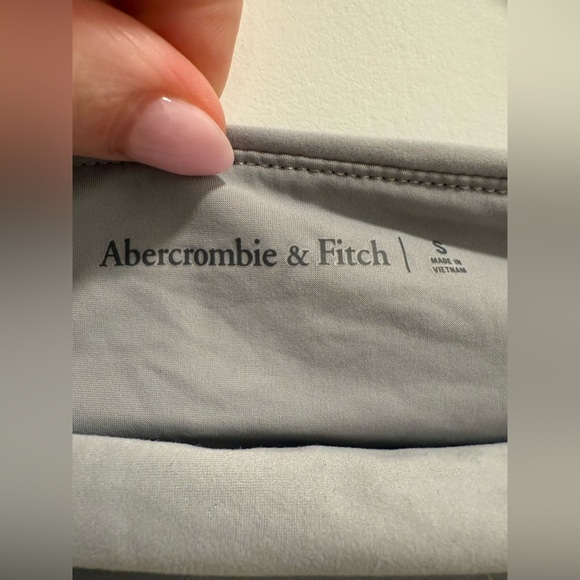 Abercrombie & Fitch | S
MADE IN
VIETNAM